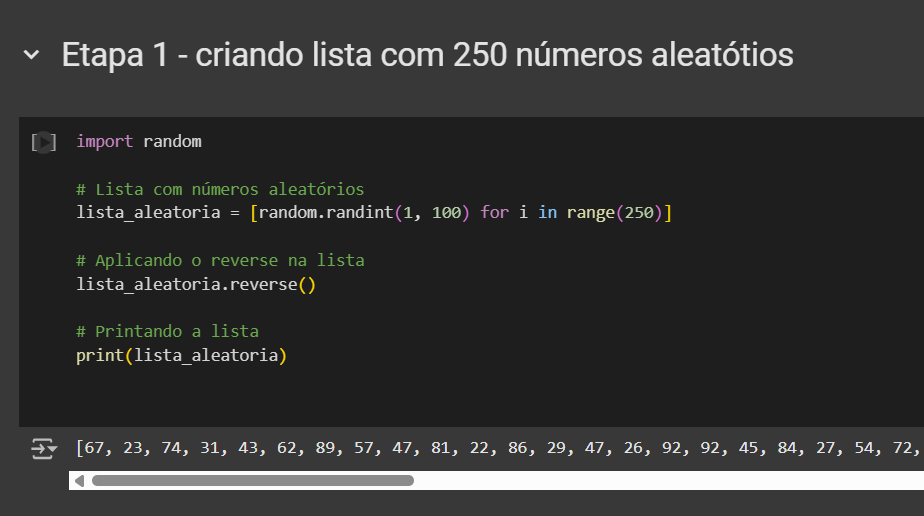 Etapa 1 - criando lista com 250 números aleatótios
import random
# Lista com números aleatórios
lista_aleatoria = [random.randint(1, 100) for i in range(250)]
# Aplicando o reverse na lista
lista_aleatoria.reverse()
# Printando a lista
print(lista_aleatoria)
[67, 23, 74, 31, 43, 62, 89, 57, 47, 81, 22, 86, 29, 47, 26, 92, 92, 45, 84, 27, 54, 72,